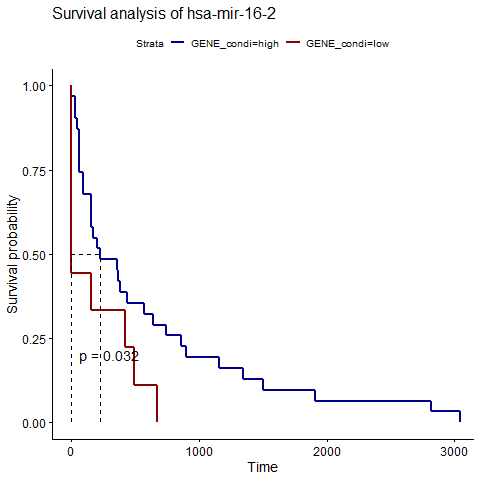 Survival analysis of hsa-mir-16-2
Strata GENE_condi=high GENE_condi=low
Survival probability
1.00
0.75
0.50
0.25
0.00
p = 0.032
0 1000 2000 3000
Time